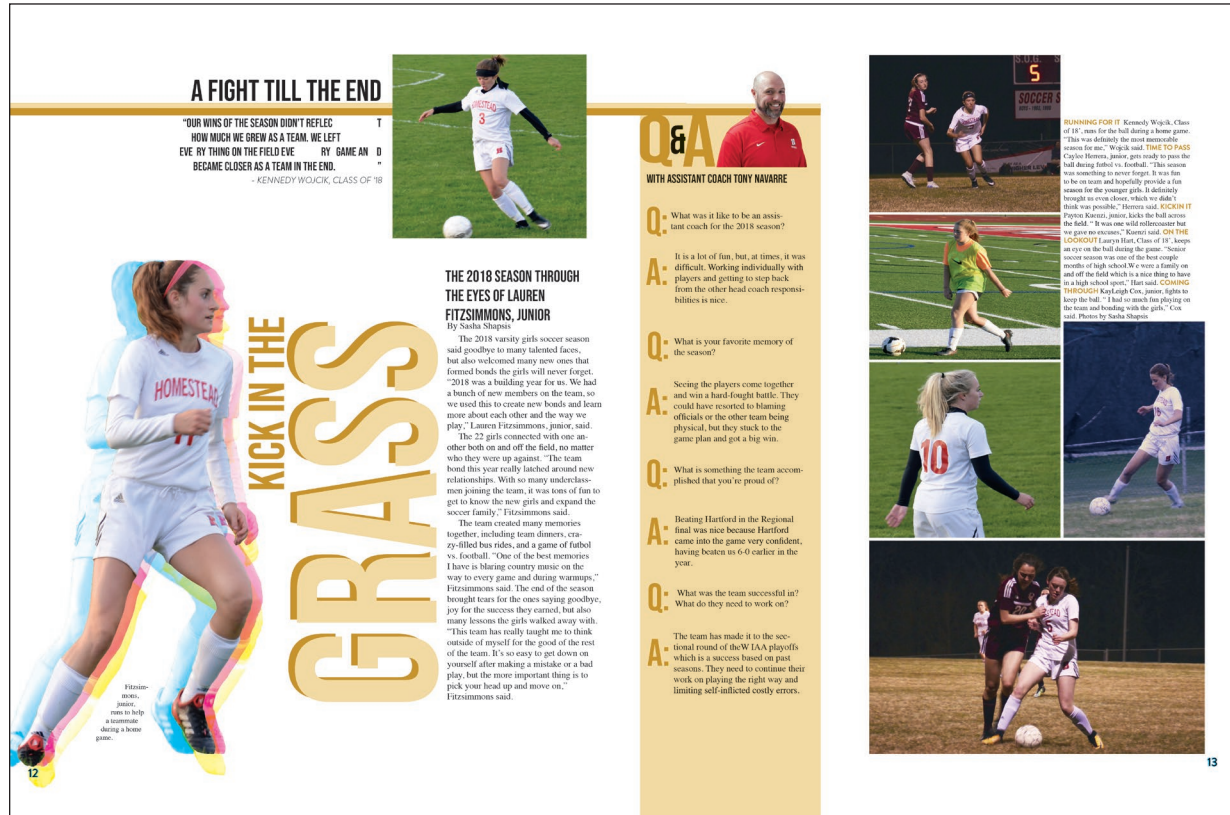 A FIGHT TILL THE END
"OUR WINS OF THE SEASON DIDN'T REFLEC T
HOW MUCH WE GREW AS A TEAM. WE LEFT
EVE RY THING ON THE FIELD EVE RY GAME AN D
BECAME CLOSER AS A TEAM IN THE END. "
- KENNEDY WOJCIK, CLASS OF '18
HOMESTEAD
3
HOMESTEAD
KICK IN THE
GRASS
Fitzsim-
mons,
junior,
runs to help
a teammate
during a home
game.
12
THE 2018 SEASON THROUGH
THE EYES OF LAUREN
FITZSIMMONS, JUNIOR
By Sasha Shapsis
The 2018 varsity girls soccer season
said goodbye to many talented faces,
but also welcomed many new ones that
formed bonds the girls will never forget.
"2018 was a building year for us. We had
a bunch of new members on the team, so
we used this to create new bonds and learn
more about each other and the way we
play," Lauren Fitzsimmons, junior, said.
The 22 girls connected with one an-
other both on and off the field, no matter
who they were up against. "The team
bond this year really latched around new
relationships. With so many underclass-
men joining the team, it was tons of fun to
get to know the new girls and expand the
soccer family," Fitzsimmons said.
The team created many memories
together, including team dinners, cra-
zy-filled bus rides, and a game of futbol
vs. football. "One of the best memories
I have is blaring country music on the
way to every game and during warmups,"
Fitzsimmons said. The end of the season
brought tears for the ones saying goodbye,
joy for the success they earned, but also
many lessons the girls walked away with.
"This team has really taught me to think
outside of myself for the good of the rest
of the team. It's so easy to get down on
yourself after making a mistake or a bad
play, but the more important thing is to
pick your head up and move on,"
Fitzsimmons said.
Q&A
WITH ASSISTANT COACH TONY NAVARRE
Q: What was it like to be an assis-
tant coach for the 2018 season?
A: It is a lot of fun, but, at times, it was
difficult. Working individually with
players and getting to step back
from the other head coach responsi-
bilities is nice.
Q: What is your favorite memory of
the season?
A: Seeing the players come together
and win a hard-fought battle. They
could have resorted to blaming
officials or the other team being
physical, but they stuck to the
game plan and got a big win.
Q: What is something the team accom-
plished that you're proud of?
A: Beating Hartford in the Regional
final was nice because Hartford
came into the game very confident,
having beaten us 6-0 earlier in the
year.
Q: What was the team successful in?
What do they need to work on?
A: The team has made it to the sec-
tional round of theW IAA playoffs
which is a success based on past
seasons. They need to continue their
work on playing the right way and
limiting self-inflicted costly errors.
S.D.G.
5
SOCCER S
10
RUNNING FOR IT Kennedy Wojcik, Class
of 18', runs for the ball during a home game.
"This was definitely the most memorable
season for me," Wojcik said. TIME TO PASS
Caylee Herrera, junior, gets ready to pass the
ball during futbol vs. football. "This season
was something to never forget. It was fun
to be on team and hopefully provide a fun
season for the younger girls. It definitely
brought us even closer, which we didn't
think was possible," Herrera said. KICKIN IT
Payton Kuenzi, junior, kicks the ball across
the field. " It was one wild rollercoaster but
we gave no excuses," Kuenzi said. ON THE
LOOKOUT Lauryn Hart, Class of 18', keeps
an eye on the ball during the game. "Senior
soccer season was one of the best couple
months of high school.We were a family on
and off the field which is a nice thing to have
in a high school sport," Hart said. COMING
THROUGH KayLeigh Cox, junior, fights to
keep the ball. " I had so much fun playing on
the team and bonding with the girls," Cox
said. Photos by Sasha Shapsis
13